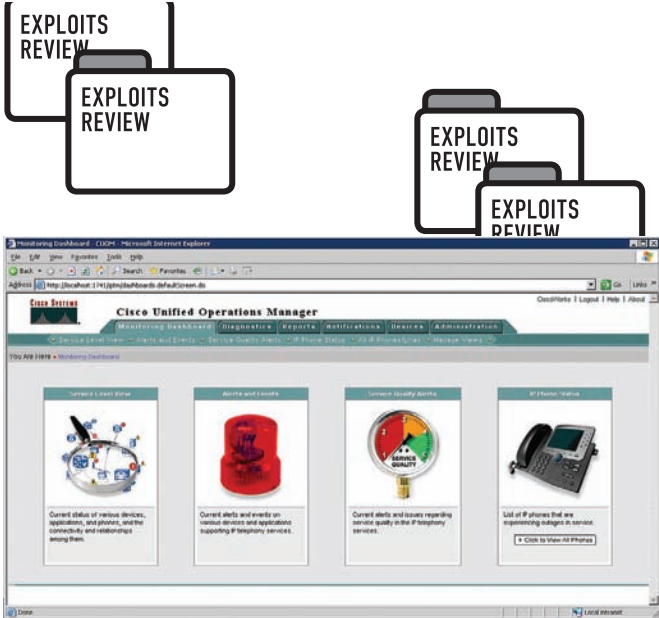 EXPLOITS
REVIEW
EXPLOITS
REVIEW
EXPLOITS
REVIEW
EXPLOITS
REVIEW
Monitoring Dashboard - CUOM - Microsoft Internet Explorer
File Edit View Favorites Tools Help
Back Search Favorites
Address http://localhost:1741/iptm/dashboards.defaultScreen.do Go Links »
CISCO SYSTEMS
CiscoWorks | Logout | Help | About
Cisco Unified Operations Manager
Monitoring Dashboard Diagnostics Reports Notifications Devices Administration
Service Level View Alerts and Events Service Quality Alerts IP Phone Status All IP Phones/Lines Manage Views
You Are Here Monitoring Dashboard
Service Level View
Alerts and Events
Service Quality Alerts
IP Phone Status
SERVICE
QUALITY
Current status of various devices,
applications, and phones, and the
connectivity and relationships
among them.
Current alerts and events on
various devices and applications
supporting IP telephony
services.
Current alerts and issues regarding
service quality in the IP telephony
services.
List of IP phones that are
experiencing outages in service.
Click to View All Phones
Done
Local intranet